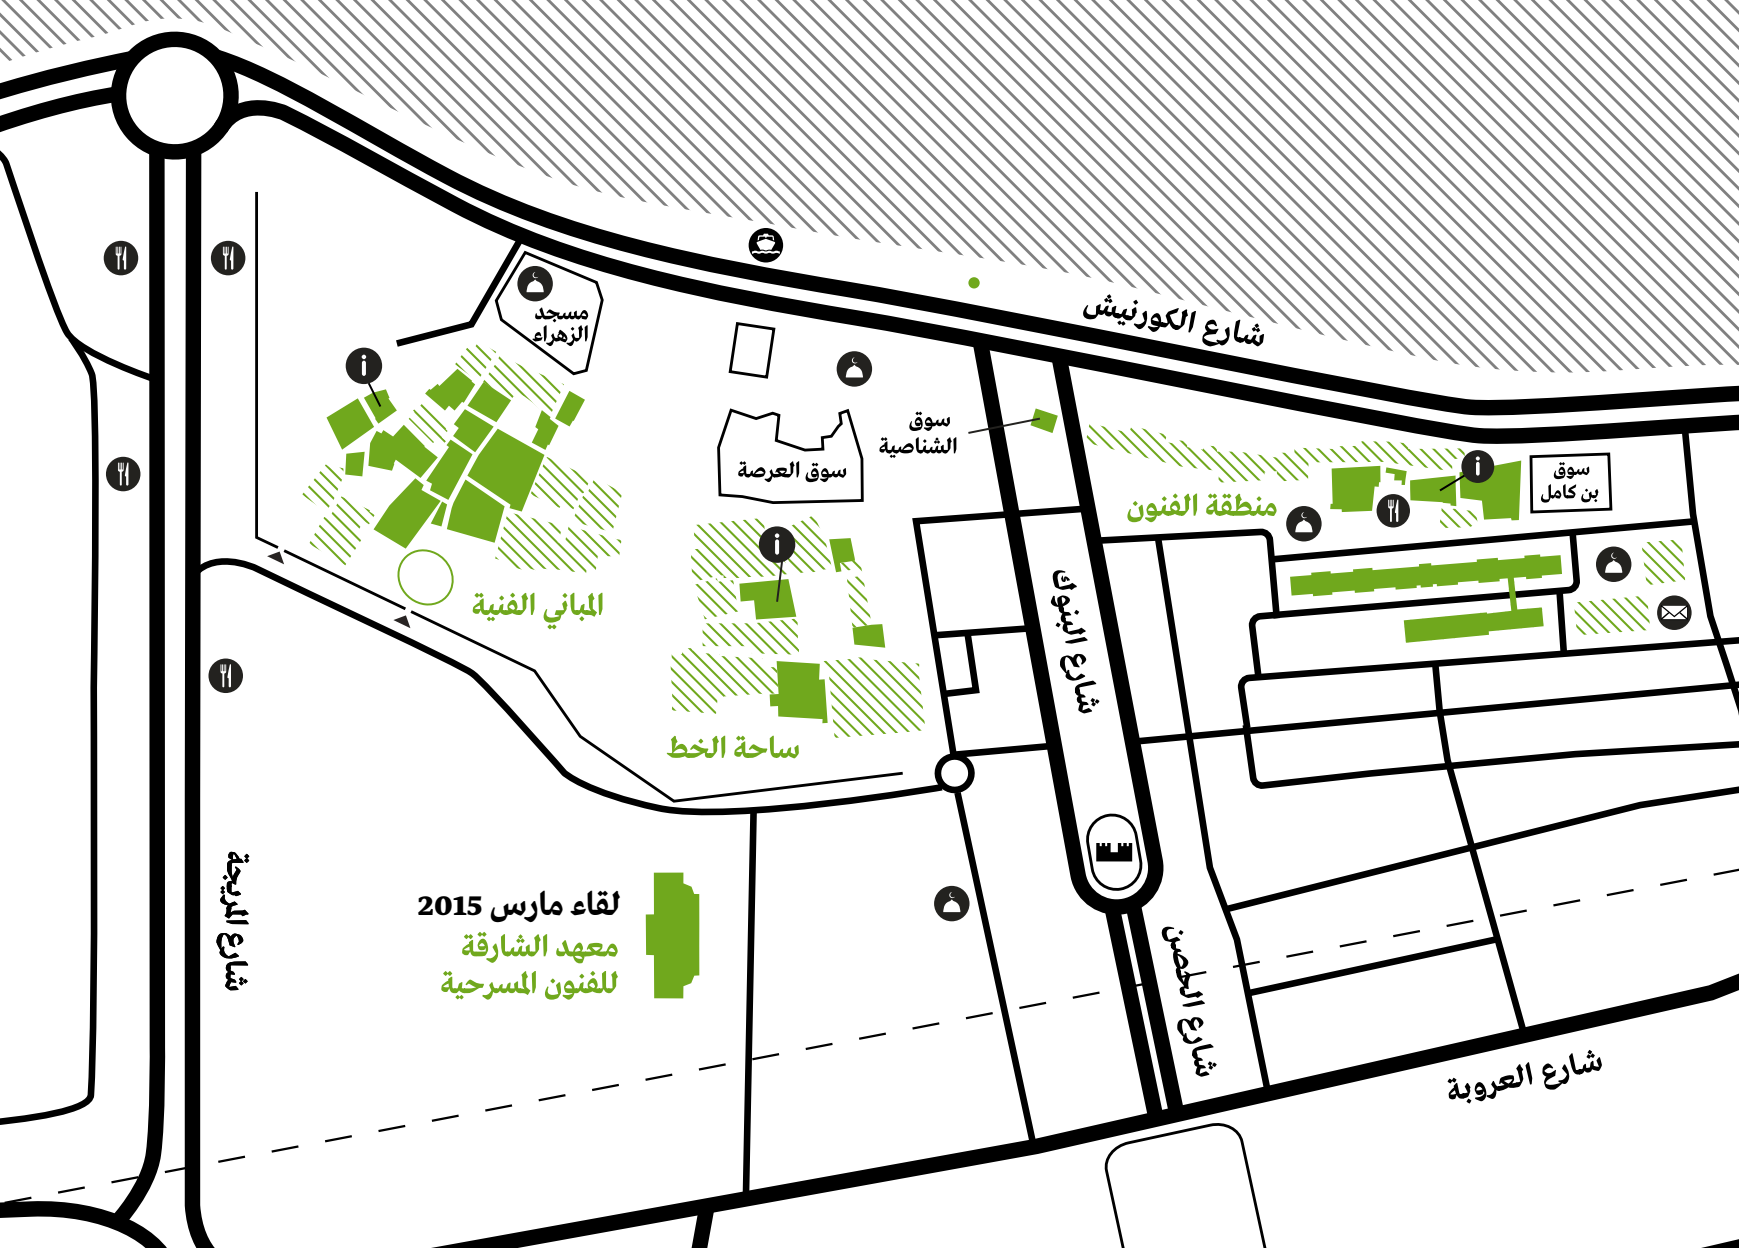 شارع الكورنيش
مسجد
الزهراء
سوق
الشناصية
سوق العرصة
سوق
بن كامل
منطقة الفنون
المباني الفنية
شارع البنوك
ساحة الخط
شارع المريجة
لقاء مارس 2015
معهد الشارقة
للفنون المسرحية
شارع الحصن
شارع العروبة